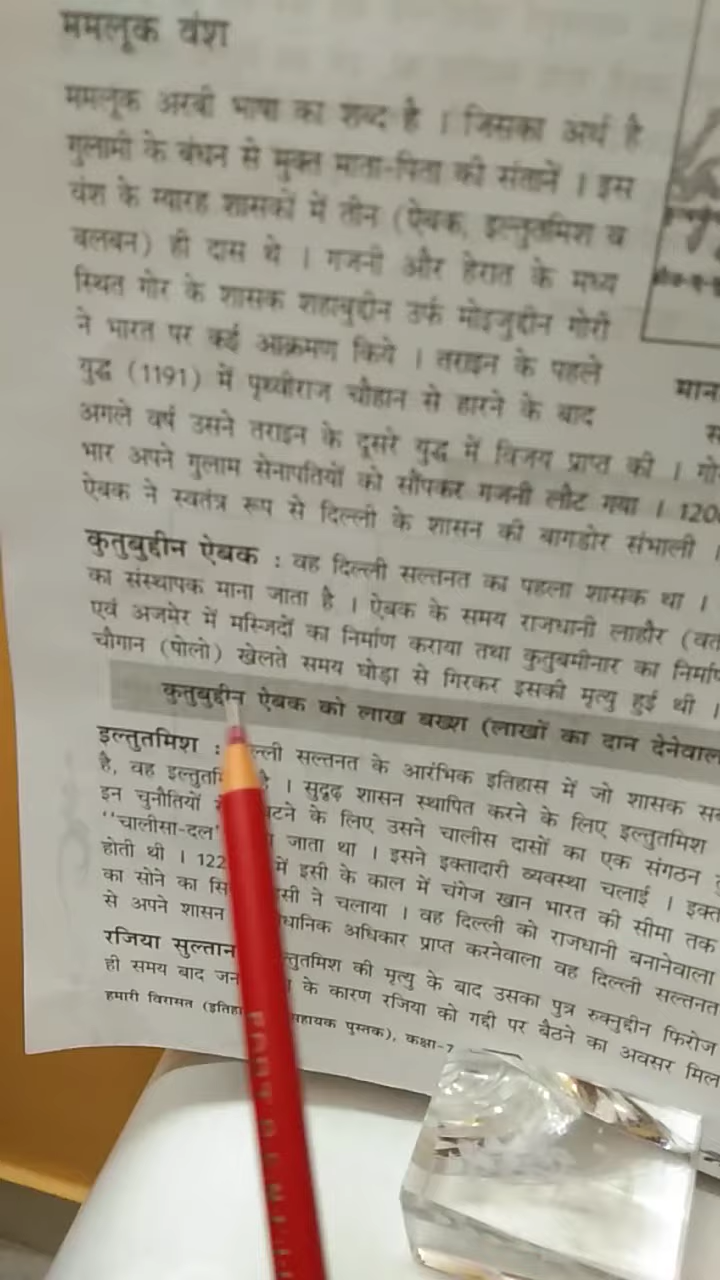 ममलूक वंश
ममलूक अरबी भाषा का शब्द है । जिसका अर्थ है
गुलामी के बंधन से मुक्त माता-पिता की संतानें । इस
वंश के ग्यारह शासकों में तीन (ऐबक, इल्तुतमिश व
बलबन) ही दास थे । गजनी और हेरात के मध्य
स्थित गोर के शासक शहाबुद्दीन उर्फ मोइजुद्दीन गोरी
ने भारत पर कई आक्रमण किये । तराइन के पहले
युद्ध (1191) में पृथ्वीराज चौहान से हारने के बाद
अगले वर्ष उसने तराइन के दूसरे युद्ध में विजय प्राप्त की ।
भार अपने गुलाम सेनापतियों को सौंपकर गजनी लौट गया ।
ऐबक ने स्वतंत्र रूप से दिल्ली के शासन की बागडोर संभाली ।
कुतुबुद्दीन ऐबक : वह दिल्ली सल्तनत का पहला शासक था ।
का संस्थापक माना जाता है । ऐबक के समय राजधानी लाहौर
एवं अजमेर में मस्जिदों का निर्माण कराया तथा कुतुबमीनार का
चौगान (पोलो) खेलते समय घोड़ा से गिरकर इसकी मृत्यु हुई थी ।
कुतुबुद्दीन ऐबक को लाख बख्श (लाखों का दान
इल्तुतमिश : सल्तनत के आरंभिक इतिहास में जो शासक
है, वह । सुदृढ़ शासन स्थापित करने के लिए इल्तुतमिश
इन चुनौतियों के लिए उसने चालीस दासों का एक संगठन
"चालीसा-दल" जाता था । इसने इक्तादारी व्यवस्था चलाई ।
होती थी । में इसी के काल में चंगेज खान भारत की सीमा तक
का सोने का ने चलाया । वह दिल्ली को राजधानी बनानेवाला
से अपने शासन अधिकार प्राप्त करनेवाला वह दिल्ली सल्तनत
रजिया सुल्तान की मृत्यु के बाद उसका पुत्र रुक्नुद्दीन फिरोज
ही समय बाद के कारण रजिया को गद्दी पर बैठने का अवसर
हमारी विरासत सहायक पुस्तक), कक्षा-7
मान